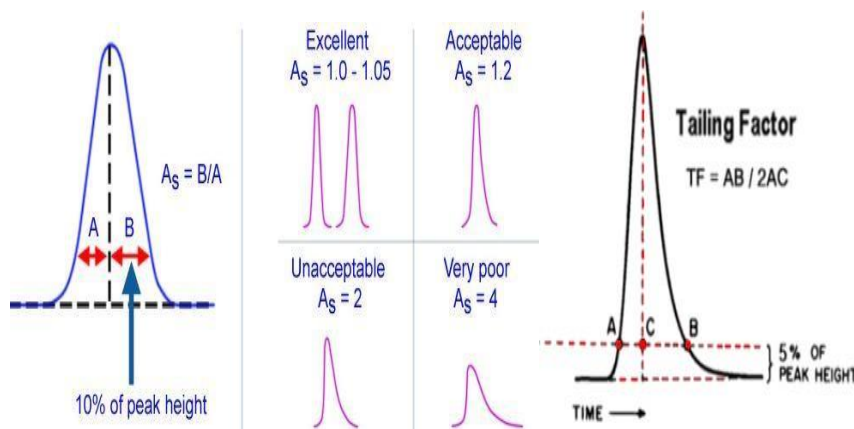 A B
As = B/A
10% of peak height
Excellent
As = 1.0 - 1.05
Acceptable
As = 1.2
Unacceptable
As = 2
Very poor
As = 4
Tailing Factor
TF = AB / 2AC
A C B
5% OF
PEAK HEIGHT
TIME